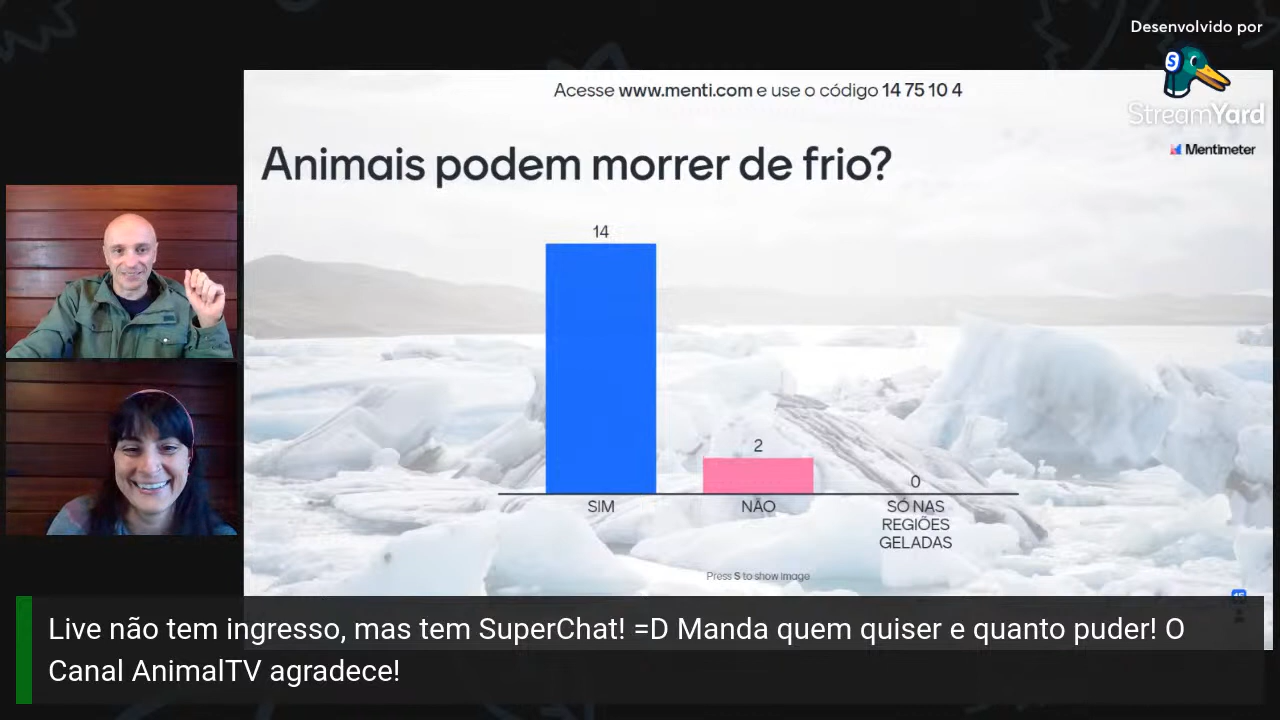 Desenvolvido por
StreamYard
Acesse www.menti.com e use o código 14 75 10 4
Mentimeter
Animais podem morrer de frio?
14
2
0
SIM
NÃO
SÓ NAS
REGIÕES
GELADAS
Press S to show image
Live não tem ingresso, mas tem SuperChat! =D Manda quem quiser e quanto puder! O
Canal AnimalTV agradece!